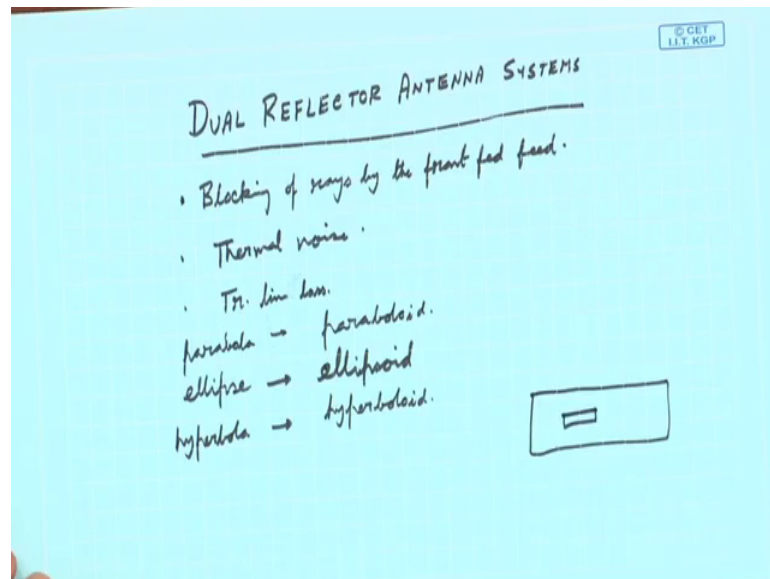 © CET
I.I.T. KGP
DUAL REFLECTOR ANTENNA SYSTEMS
• Blocking of rays by the front fed feed.
• Thermal noise.
• Tr. line loss.
parabola → paraboloid.
ellipse → ellipsoid
hyperbola → hyperboloid.